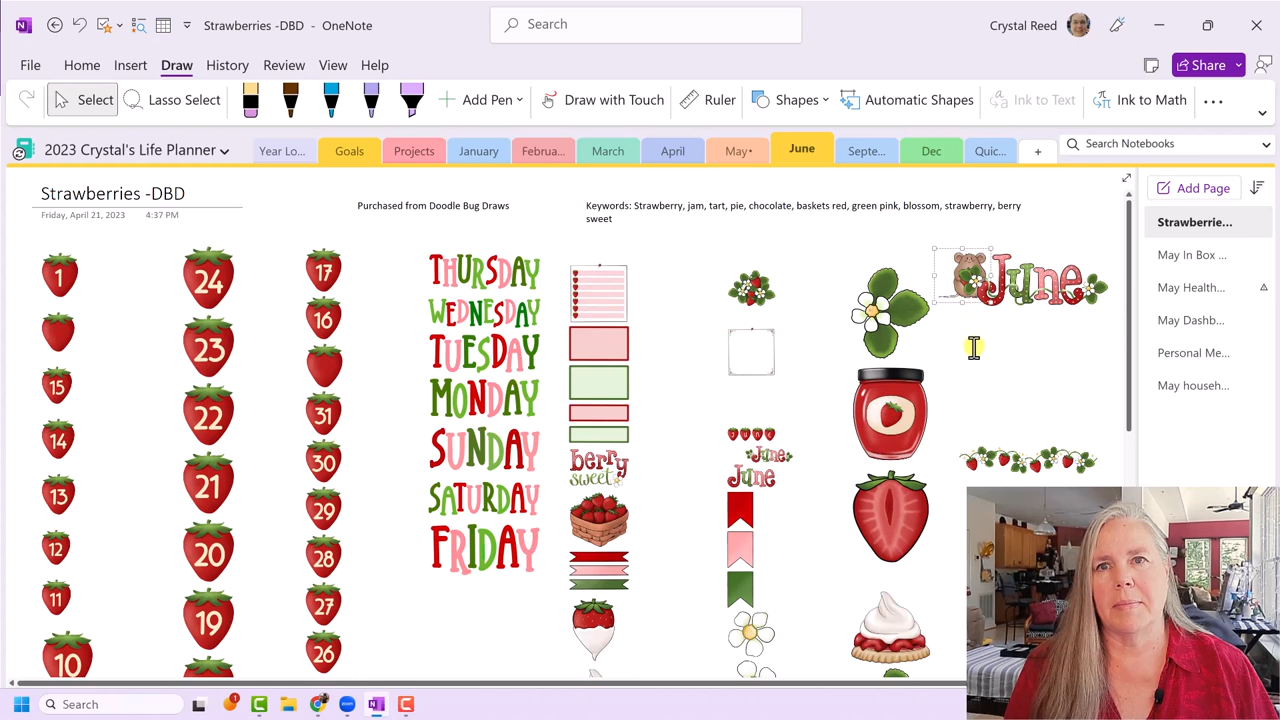 Strawberries -DBD - OneNote
Search
Crystal Reed
File Home Insert Draw History Review View Help
Share
Select
Lasso Select
Add Pen
Draw with Touch
Ruler
Shapes
Automatic Shapes
Ink to Text
Ink to Math
2023 Crystal's Life Planner
Year Lo...
Goals
Projects
January
Februa...
March
April
May
June
Septe...
Dec
Quic...
Search Notebooks
Strawberries -DBD
Friday, April 21, 2023 4:37 PM
Purchased from Doodle Bug Draws
Keywords: Strawberry, jam, tart, pie, chocolate, baskets red, green pink, blossom, strawberry, berry
sweet
Add Page
Strawberrie...
May In Box ...
May Health...
May Dashb...
Personal Me...
May househ...
1
15
14
13
12
11
10
24
23
22
21
20
19
17
16
31
30
29
28
27
26
THURSDAY
WEDNESDAY
TUESDAY
MONDAY
SUNDAY
SATURDAY
FRIDAY
berry
sweet
June
June
June
Search
1